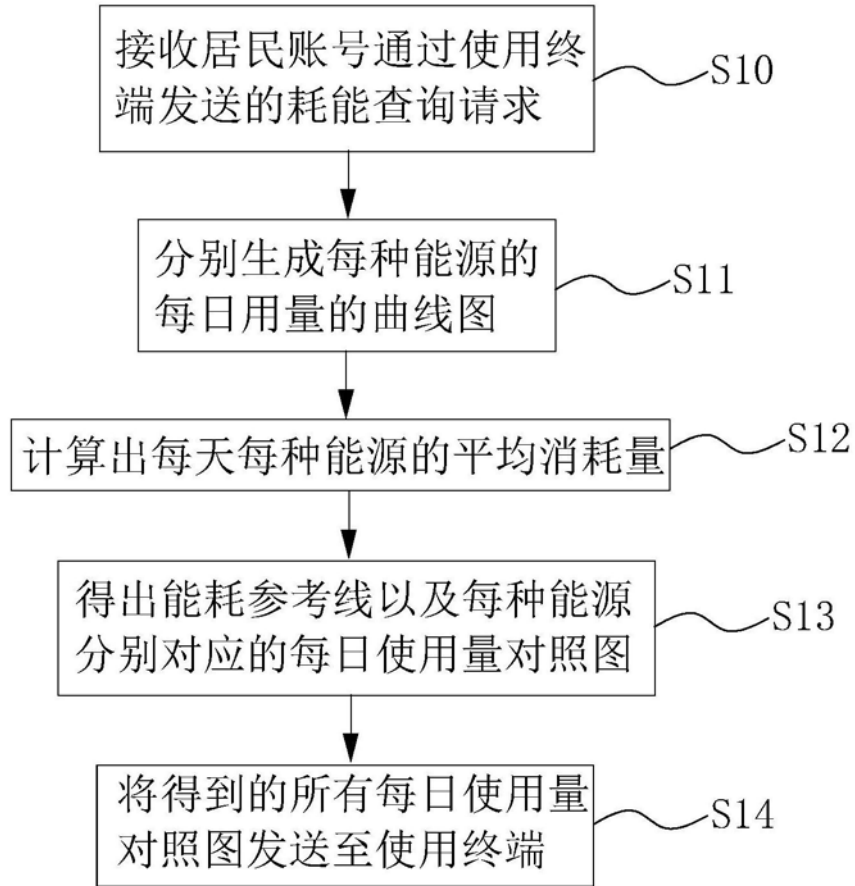 接收居民账号通过使用终
端发送的耗能查询请求
S10
分别生成每种能源的
每日用量的曲线图
S11
计算出每天每种能源的平均消耗量
S12
得出能耗参考线以及每种能源
分别对应的每日使用量对照图
S13
将得到的所有每日使用量
对照图发送至使用终端
S14